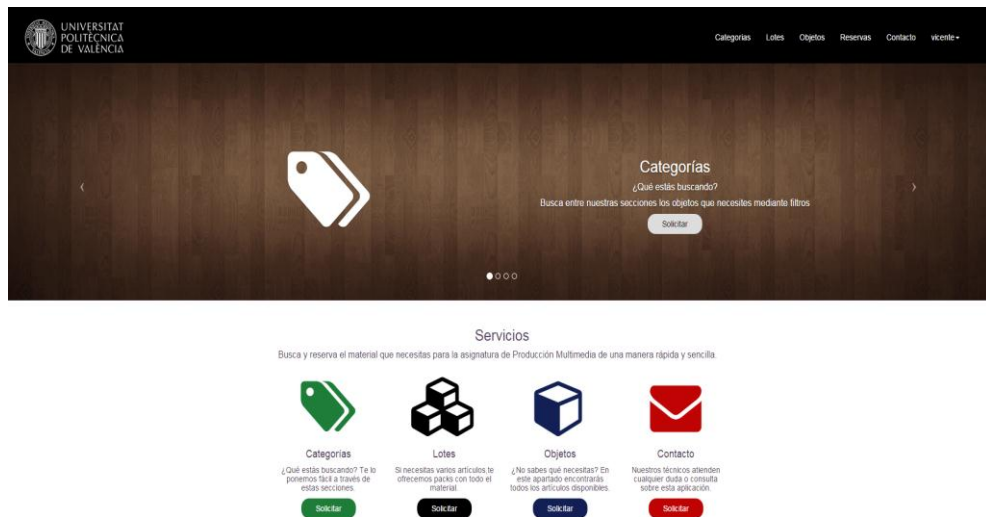 UNIVERSITAT
POLITÈCNICA
DE VALÈNCIA
Categorias Lotes Objetos Reservas Contacto vicente
Categorías
¿Qué estás buscando?
Busca entre nuestras secciones los objetos que necesites mediante filtros
Solicitar
Servicios
Busca y reserva el material que necesitas para la asignatura de Producción Multimedia de una manera rápida y sencilla.
Categorias
¿Qué estás buscando? Te lo
ponemos fácil a través de
estas secciones.
Solicitar
Lotes
Si necesitas varios artículos,te
ofrecemos packs con todo el
material.
Solicitar
Objetos
¿No sabes qué necesitas? En
este apartado encontrarás
todos los artículos disponibles.
Solicitar
Contacto
Nuestros técnicos atienden
cualquier duda o consulta
sobre esta aplicación.
Solicitar